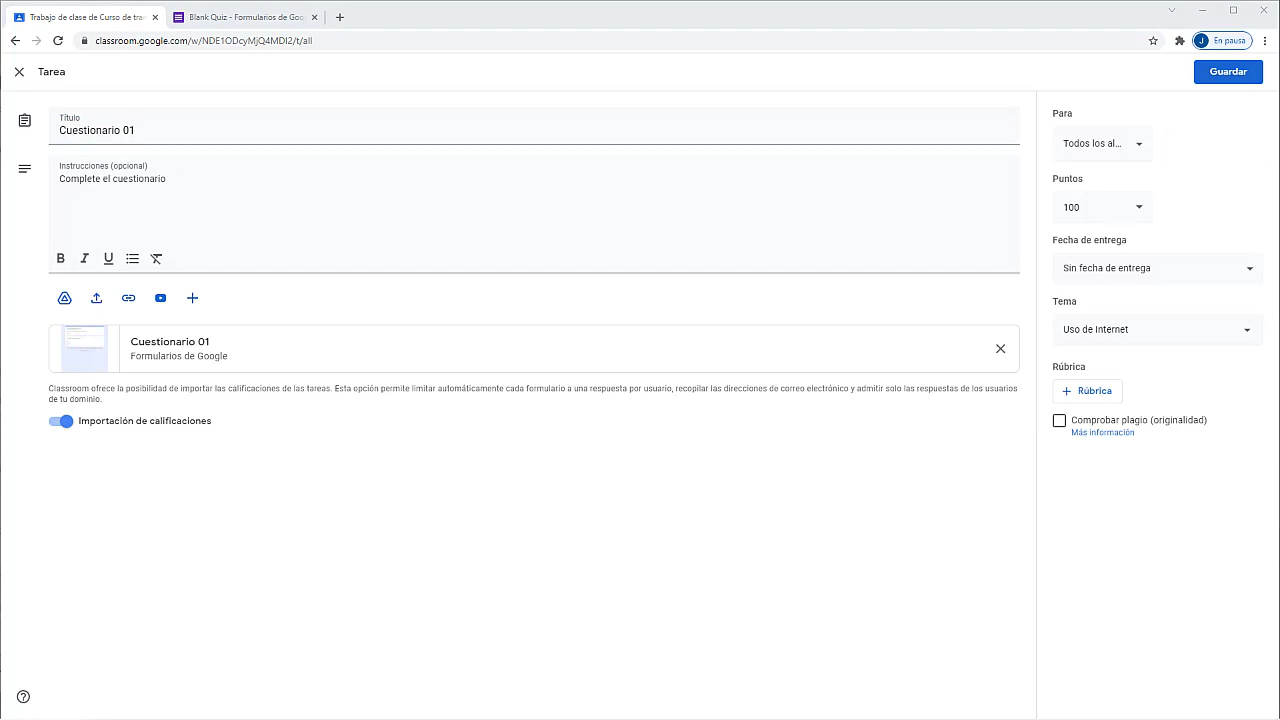 Trabajo de clase de Curso de tra
Blank Quiz - Formularios de Goo
classroom.google.com/w/NDE1ODcyMjQ4MDI2/t/all
J En pausa
Tarea
Guardar
Título
Cuestionario 01
Instrucciones (opcional)
Complete el cuestionario
B I U
Cuestionario 01
Formularios de Google
Classroom ofrece la posibilidad de importar las calificaciones de las tareas. Esta opción permite limitar automáticamente cada formulario a una respuesta por usuario, recopilar las direcciones de correo electrónico y admitir solo las respuestas de los usuarios
de tu dominio.
Importación de calificaciones
Para
Todos los al...
Puntos
100
Fecha de entrega
Sin fecha de entrega
Tema
Uso de Internet
Rúbrica
Rúbrica
Comprobar plagio (originalidad)
Más información